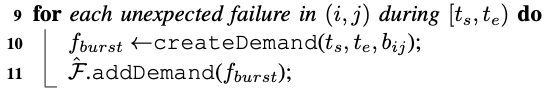 9 for each unexpected failure in (i, j) during [t_s, t_e) do
10 f_burst ←createDemand(t_s, t_e, b_ij);
11 F̂.addDemand(f_burst);